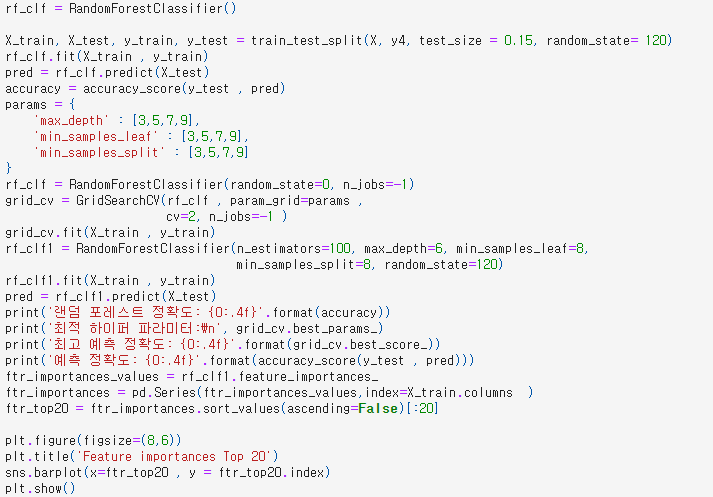 rf_clf = RandomForestClassifier()

X_train, X_test, y_train, y_test = train_test_split(X, y4, test_size = 0.15, random_state= 120)
rf_clf.fit(X_train , y_train)
pred = rf_clf.predict(X_test)
accuracy = accuracy_score(y_test , pred)
params = {
    'max_depth' : [3,5,7,9],
    'min_samples_leaf' : [3,5,7,9],
    'min_samples_split' : [3,5,7,9]
}
rf_clf = RandomForestClassifier(random_state=0, n_jobs=-1)
grid_cv = GridSearchCV(rf_clf , param_grid=params ,
                       cv=2, n_jobs=-1 )
grid_cv.fit(X_train , y_train)
rf_clf1 = RandomForestClassifier(n_estimators=100, max_depth=6, min_samples_leaf=8,
                                 min_samples_split=8, random_state=120)
rf_clf1.fit(X_train , y_train)
pred = rf_clf1.predict(X_test)
print('랜덤 포레스트 정확도: {0:.4f}'.format(accuracy))
print('최적 하이퍼 파라미터:₩n', grid_cv.best_params_)
print('최고 예측 정확도: {0:.4f}'.format(grid_cv.best_score_))
print('예측 정확도: {0:.4f}'.format(accuracy_score(y_test , pred)))
ftr_importances_values = rf_clf1.feature_importances_
ftr_importances = pd.Series(ftr_importances_values,index=X_train.columns  )
ftr_top20 = ftr_importances.sort_values(ascending=False)[:20]

plt.figure(figsize=(8,6))
plt.title('Feature importances Top 20')
sns.barplot(x=ftr_top20 , y = ftr_top20.index)
plt.show()